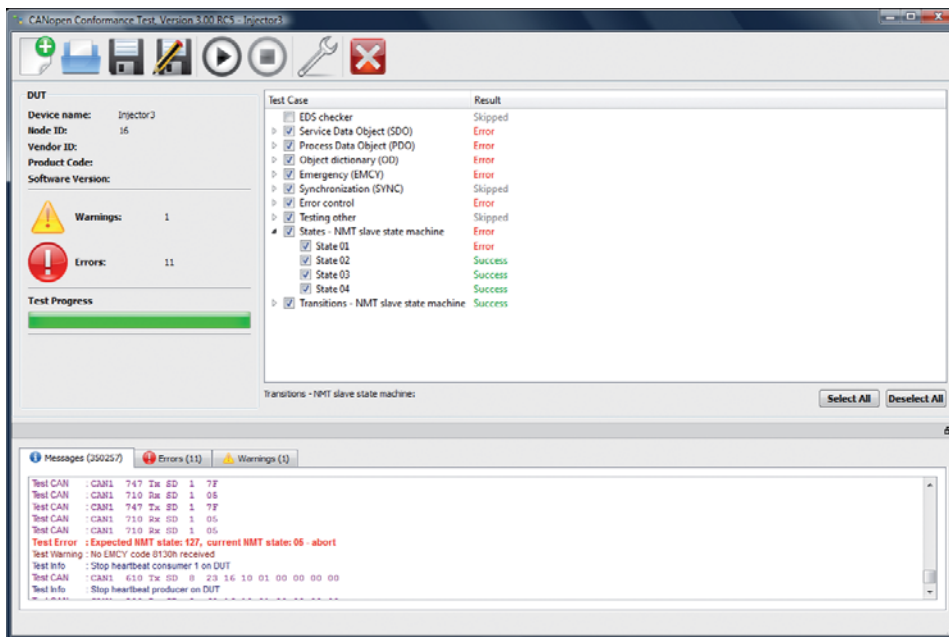 CANopen Conformance Test, Version 3.00 RC5 - Injector3
DUT
Device name: Injector3
Node ID: 16
Vendor ID:
Product Code:
Software Version:
Warnings: 1
Errors: 11
Test Progress
Test Case Result
EDS checker Skipped
Service Data Object (SDO) Error
Process Data Object (PDO) Error
Object dictionary (OD) Error
Emergency (EMCY) Error
Synchronization (SYNC) Skipped
Error control Error
Testing other Skipped
States - NMT slave state machine Error
State 01 Error
State 02 Success
State 03 Success
State 04 Success
Transitions - NMT slave state machine Success
Transitions - NMT slave state machine:
Select All Deselect All
Messages (350257) Errors (11) Warnings (1)
Test CAN : CAN1 747 Tx SD 1 7F
Test CAN : CAN1 710 Rx SD 1 05
Test CAN : CAN1 747 Tx SD 1 7F
Test CAN : CAN1 710 Rx SD 1 05
Test CAN : CAN1 710 Rx SD 1 05
Test Error : Expected NMT state: 127, current NMT state: 05 - abort
Test Warning : No EMCY code 8130h received
Test Info : Stop heartbeat consumer 1 on DUT
Test CAN : CAN1 610 Tx SD 8 23 16 10 01 00 00 00 00
Test Info : Stop heartbeat producer on DUT